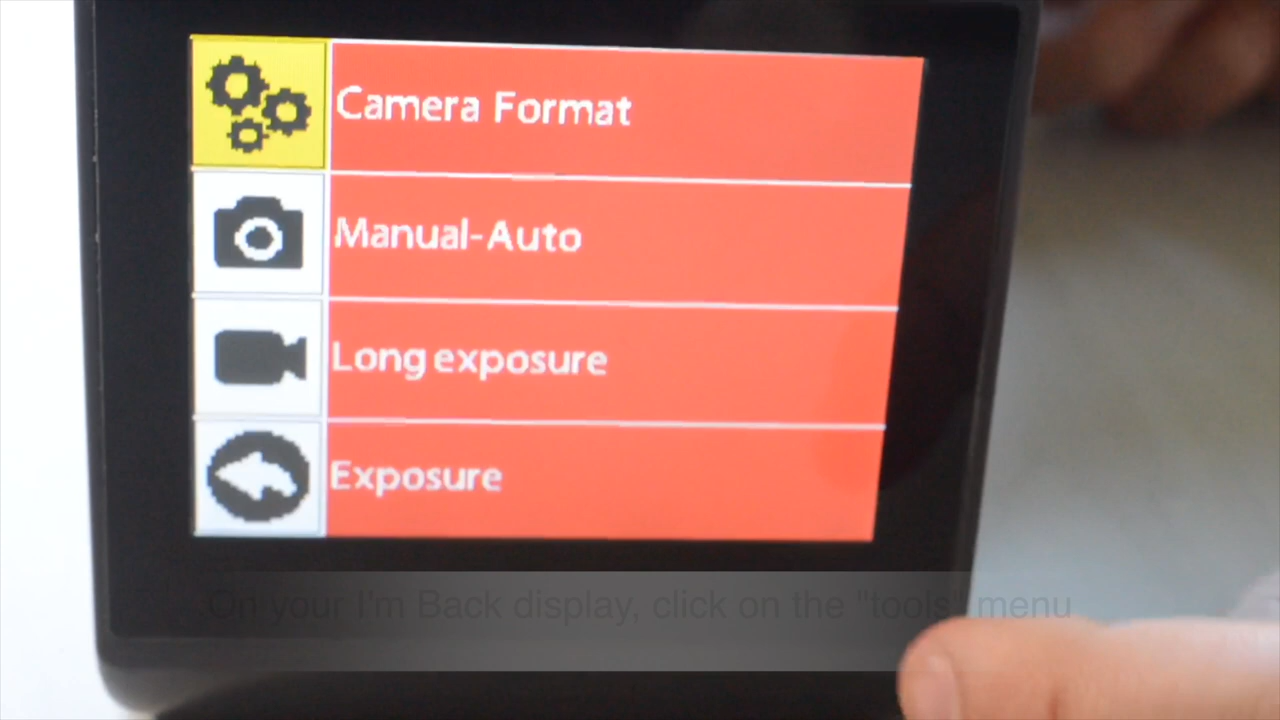 Camera Format
Manual-Auto
Long exposure
Exposure
On your I'm Back display, click on the "tools" menu